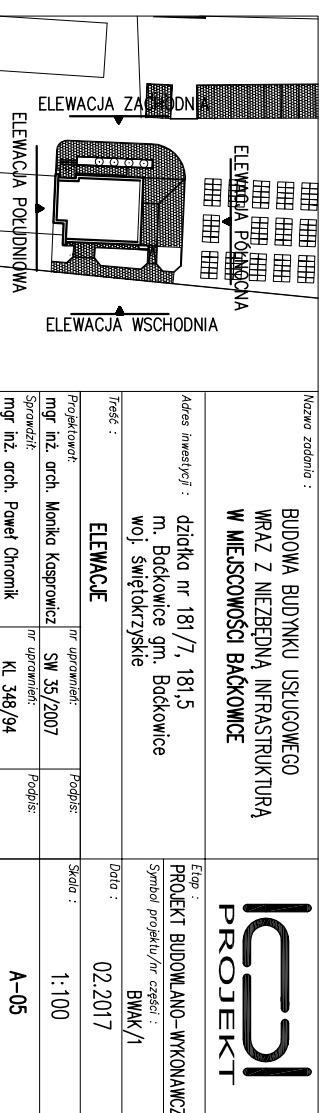 ELEWACJA ZACHODNIA
ELEWACJA PÓŁNOCNA
ELEWACJA POŁUDNIOWA
ELEWACJA WSCHODNIA
Nazwa zadania :
BUDOWA BUDYNKU USŁUGOWEGO
WRAZ Z NIEZBĘDNĄ INFRASTRUKTURĄ
W MIEJSCOWOŚCI BAĆKOWICE
PROJEKT
Adres inwestycji :
działka nr 181/7, 181,5
m. Baćkowice gm. Baćkowice
woj. świętokrzyskie
Etap :
PROJEKT BUDOWLANO-WYKONAWCZ
Symbol projektu/nr części :
BWAK/1
Treść :
ELEWACJE
Data :
02.2017
Projektował:
mgr inż. arch. Monika Kasprowicz
nr uprawnień:
SW 35/2007
Podpis:
Skala :
1:100
Sprawdził:
mgr inż. arch. Paweł Chromik
nr uprawnień:
KL 348/94
Podpis:
A-05